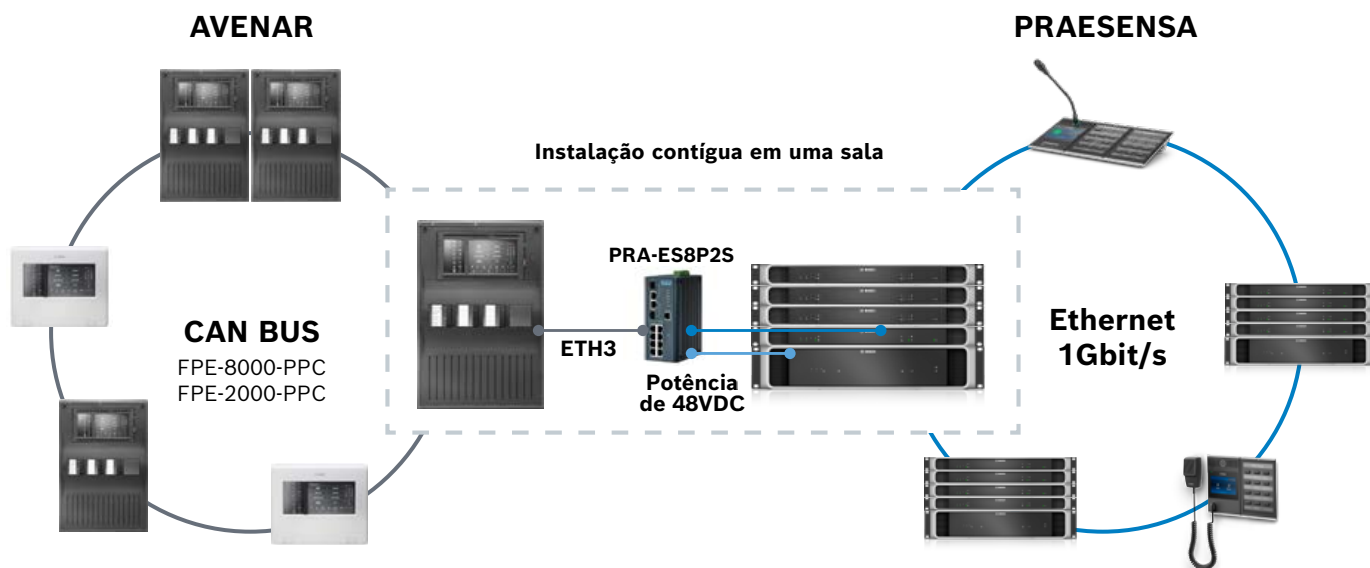 AVENAR
PRAESENSA
Instalação contígua em uma sala
PRA-ES8P2S
CAN BUS
FPE-8000-PPC
FPE-2000-PPC
ETH3
Potência
de 48VDC
Ethernet
1Gbit/s